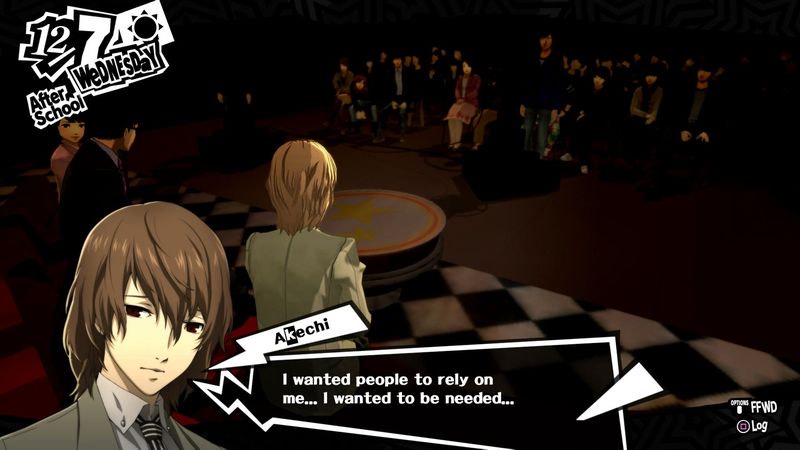 12/7
WEDNESDAY
After
School
Akechi
I wanted people to rely on
me... I wanted to be needed...
OPTIONS FFWD
Log